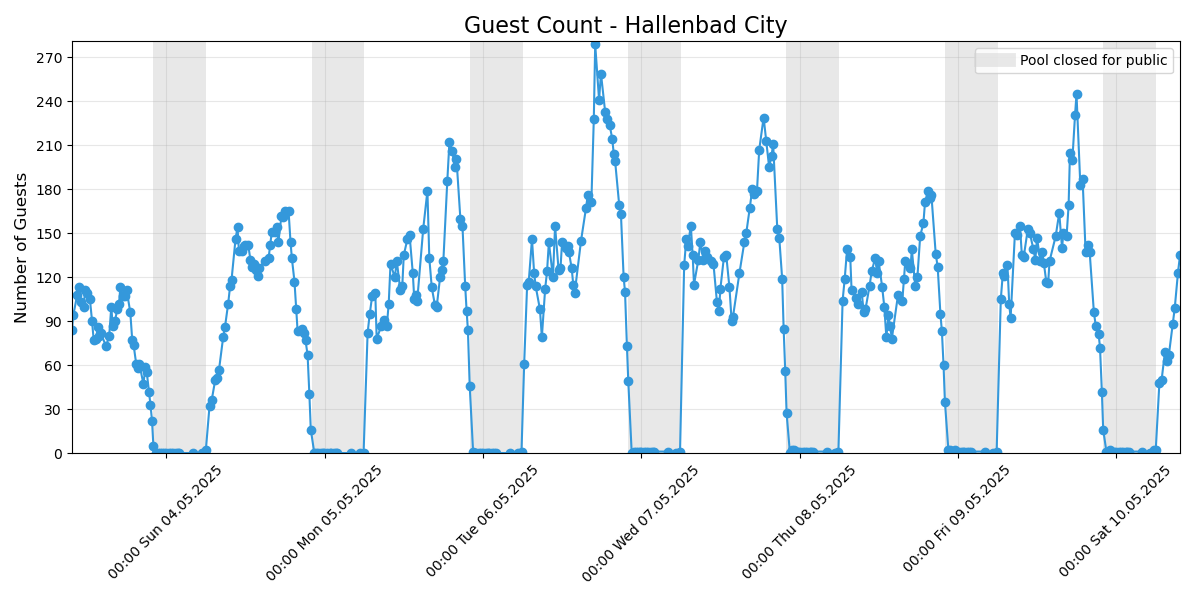 Guest Count - Hallenbad City
Pool closed for public
Number of Guests
270
240
210
180
150
120
90
60
30
0
00:00 Sun 04.05.2025
00:00 Mon 05.05.2025
00:00 Tue 06.05.2025
00:00 Wed 07.05.2025
00:00 Thu 08.05.2025
00:00 Fri 09.05.2025
00:00 Sat 10.05.2025